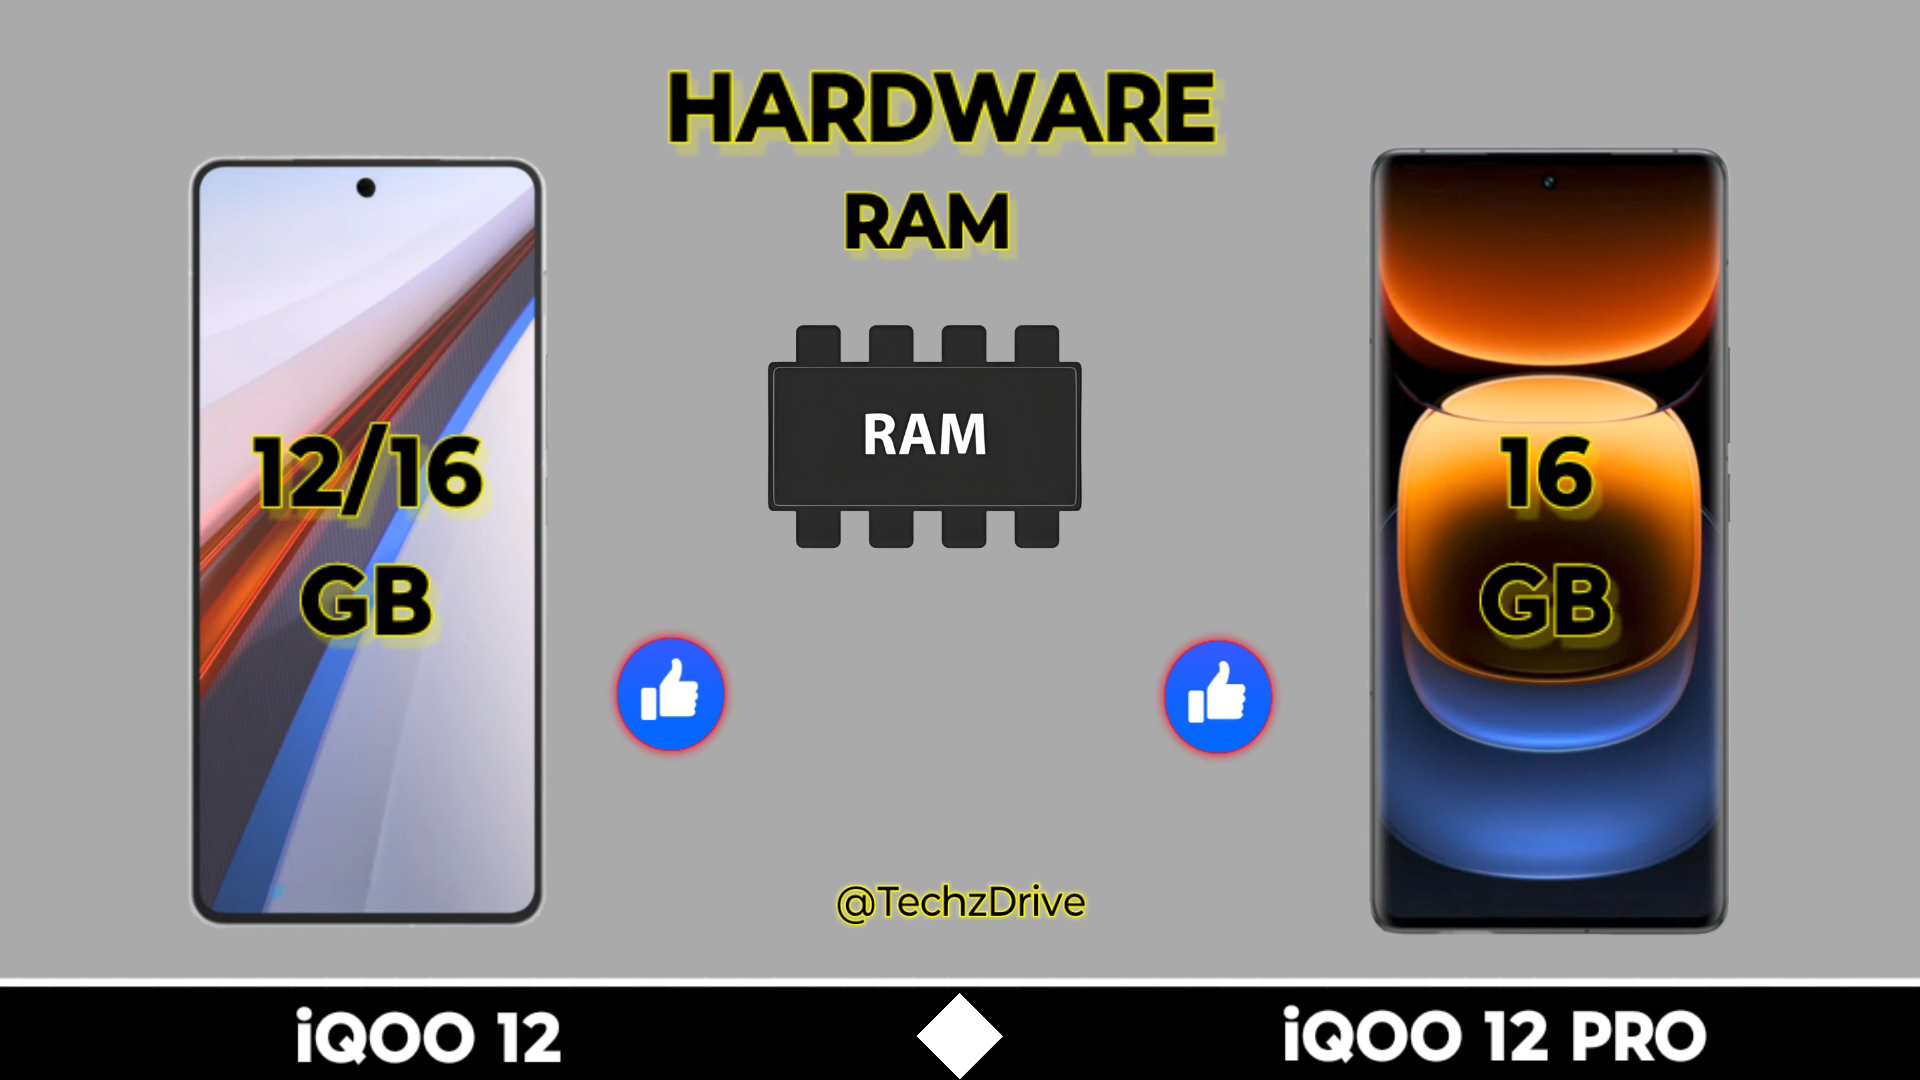 HARDWARE
RAM
RAM
12/16
GB
16
GB
@TechzDrive
iQOO 12
iQOO 12 PRO